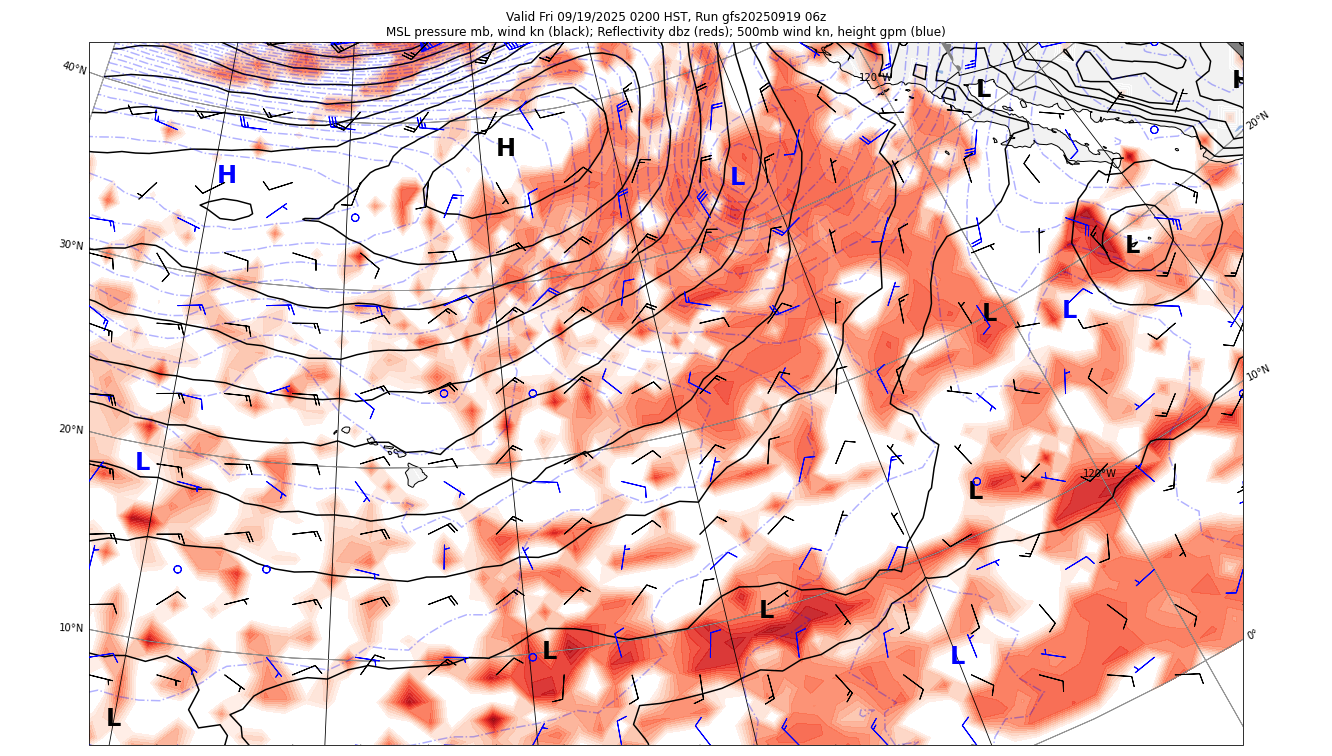 Valid Fri 09/19/2025 0200 HST, Run gfs20250919 06z
MSL pressure mb, wind kn (black); Reflectivity dbz (reds); 500mb wind kn, height gpm (blue)
40°N
120°W
L
H
20°N
H
H
L
30°N
L
L
L
10°N
20°N
L
120°W
L
L
10°N
0°
L
L
L